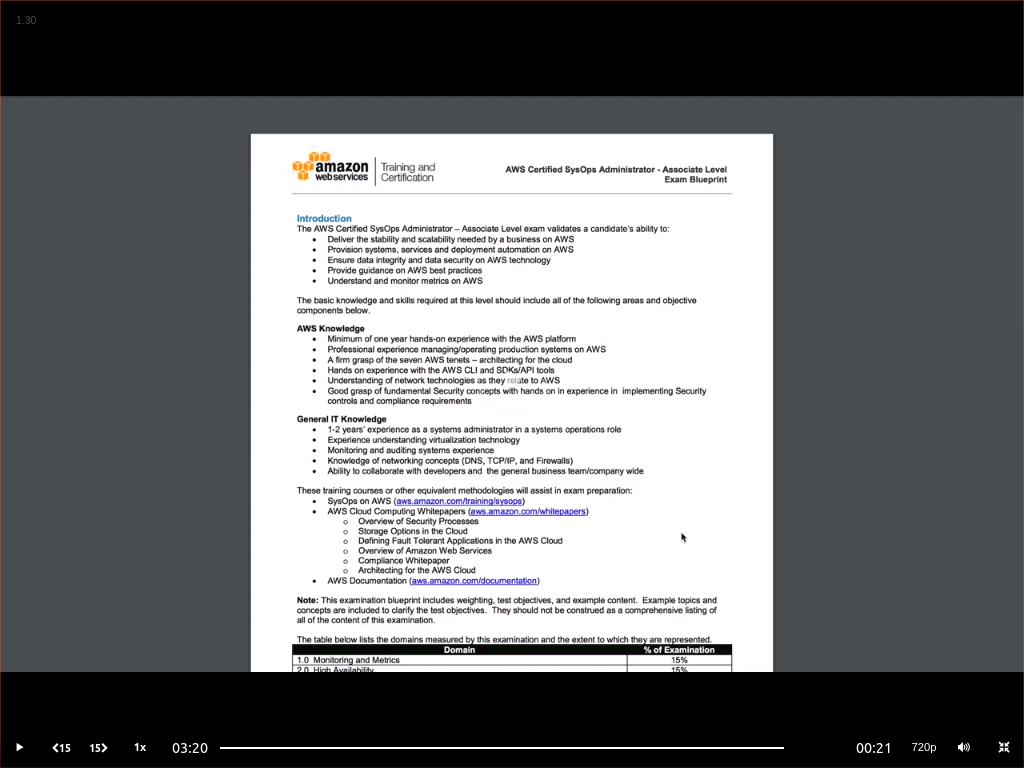 1.30
amazon
webservices
Training and
Certification
AWS Certified SysOps Administrator - Associate Level
Exam Blueprint
Introduction
The AWS Certified SysOps Administrator – Associate Level exam validates a candidate's ability to:
• Deliver the stability and scalability needed by a business on AWS
• Provision systems, services and deployment automation on AWS
• Ensure data integrity and data security on AWS technology
• Provide guidance on AWS best practices
• Understand and monitor metrics on AWS
The basic knowledge and skills required at this level should include all of the following areas and objective
components below.
AWS Knowledge
• Minimum of one year hands-on experience with the AWS platform
• Professional experience managing/operating production systems on AWS
• A firm grasp of the seven AWS tenets – architecting for the cloud
• Hands on experience with the AWS CLI and SDKs/API tools
• Understanding of network technologies as they relate to AWS
• Good grasp of fundamental Security concepts with hands on in experience in implementing Security
controls and compliance requirements
General IT Knowledge
• 1-2 years' experience as a systems administrator in a systems operations role
• Experience understanding virtualization technology
• Monitoring and auditing systems experience
• Knowledge of networking concepts (DNS, TCP/IP, and Firewalls)
• Ability to collaborate with developers and the general business team/company wide
These training courses or other equivalent methodologies will assist in exam preparation:
• SysOps on AWS (aws.amazon.com/training/sysops)
• AWS Cloud Computing Whitepapers (aws.amazon.com/whitepapers)
o Overview of Security Processes
o Storage Options in the Cloud
o Defining Fault Tolerant Applications in the AWS Cloud
o Overview of Amazon Web Services
o Compliance Whitepaper
o Architecting for the AWS Cloud
• AWS Documentation (aws.amazon.com/documentation)
Note: This examination blueprint includes weighting, test objectives, and example content. Example topics and
concepts are included to clarify the test objectives. They should not be construed as a comprehensive listing of
all of the content of this examination.
The table below lists the domains measured by this examination and the extent to which they are represented.
Domain % of Examination
1.0 Monitoring and Metrics 15%
2.0 High Availability 15%
15 15 1x 03:20 00:21 720p